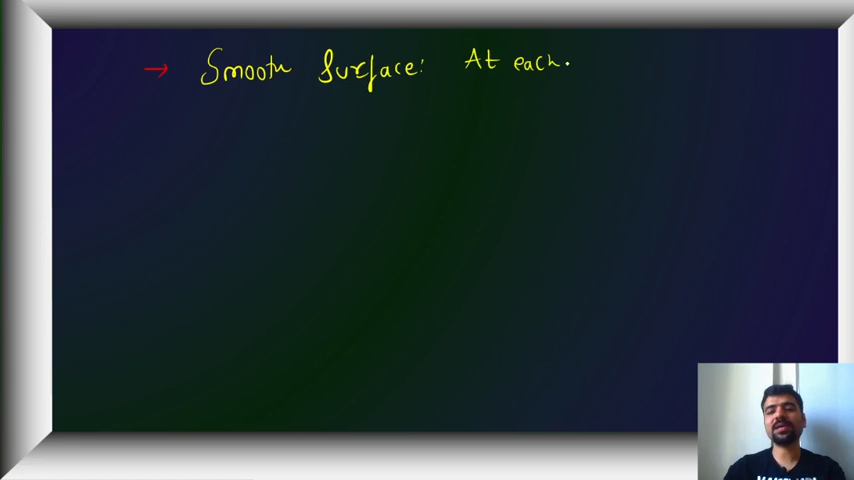 → Smooth Surface: At each.